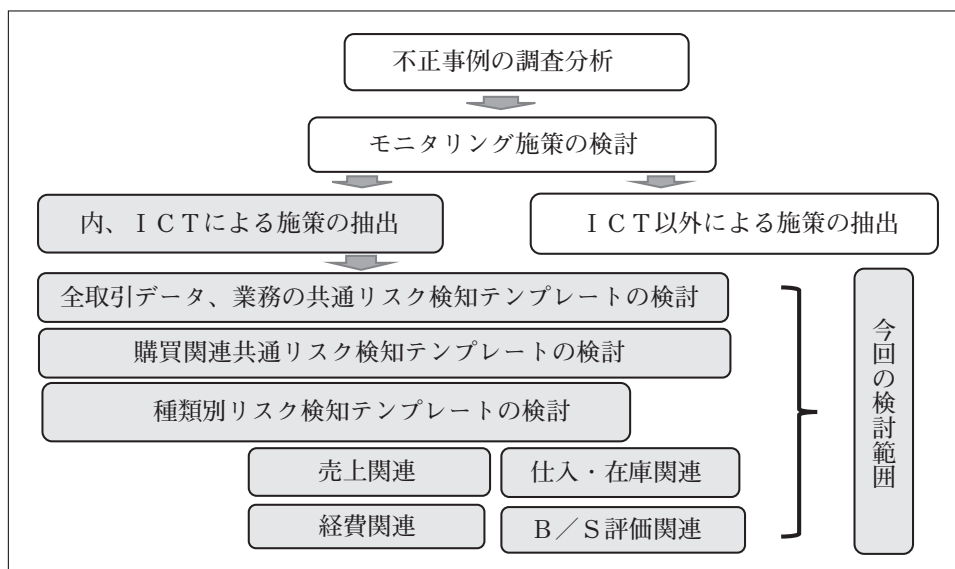 不正事例の調査分析
モニタリング施策の検討
内、ＩＣＴによる施策の抽出
ＩＣＴ以外による施策の抽出
全取引データ、業務の共通リスク検知テンプレートの検討
購買関連共通リスク検知テンプレートの検討
種類別リスク検知テンプレートの検討
売上関連
仕入・在庫関連
経費関連
Ｂ／Ｓ評価関連
今回の検討範囲